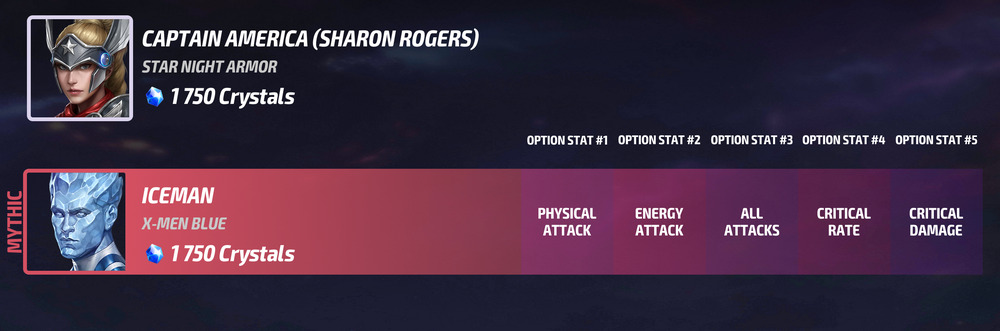 CAPTAIN AMERICA (SHARON ROGERS)
STAR NIGHT ARMOR
1 750 Crystals
OPTION STAT #1 OPTION STAT #2 OPTION STAT #3 OPTION STAT #4 OPTION STAT #5
MYTHIC
ICEMAN
X-MEN BLUE
1 750 Crystals
PHYSICAL ATTACK
ENERGY ATTACK
ALL ATTACKS
CRITICAL RATE
CRITICAL DAMAGE